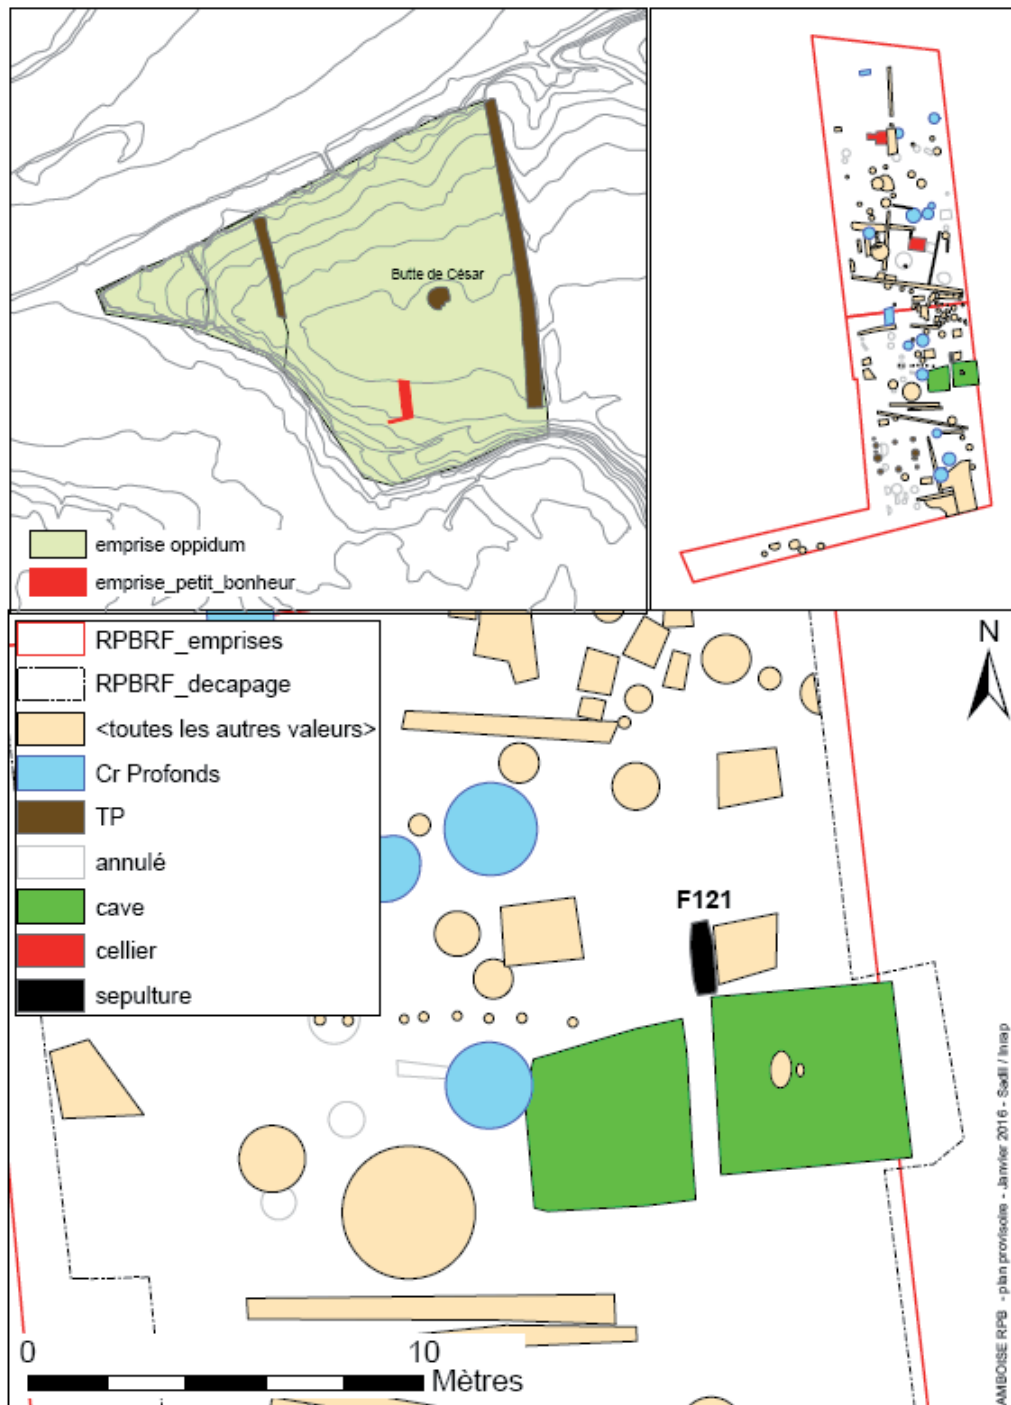 Butte de César
emprise oppidum
emprise_petit_bonheur
RPBRF_emprises
RPBRF_decapage
<toutes les autres valeurs>
Cr Profonds
TP
annulé
cave
cellier
sepulture
N
F121
0 10
Mètres
AMBOISE RPB - plan provisoire - Janvier 2016 - Sadil / Inrap